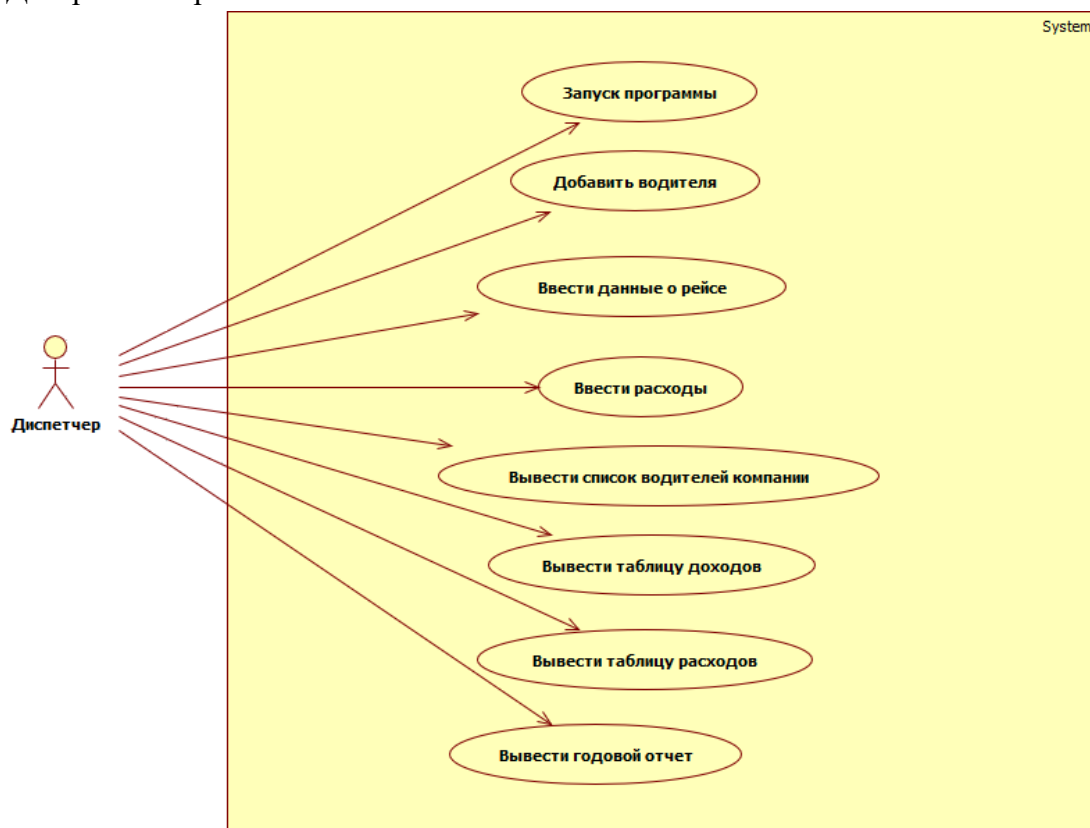 System
Запуск программы
Добавить водителя
Ввести данные о рейсе
Ввести расходы
Диспетчер
Вывести список водителей компании
Вывести таблицу доходов
Вывести таблицу расходов
Вывести годовой отчет